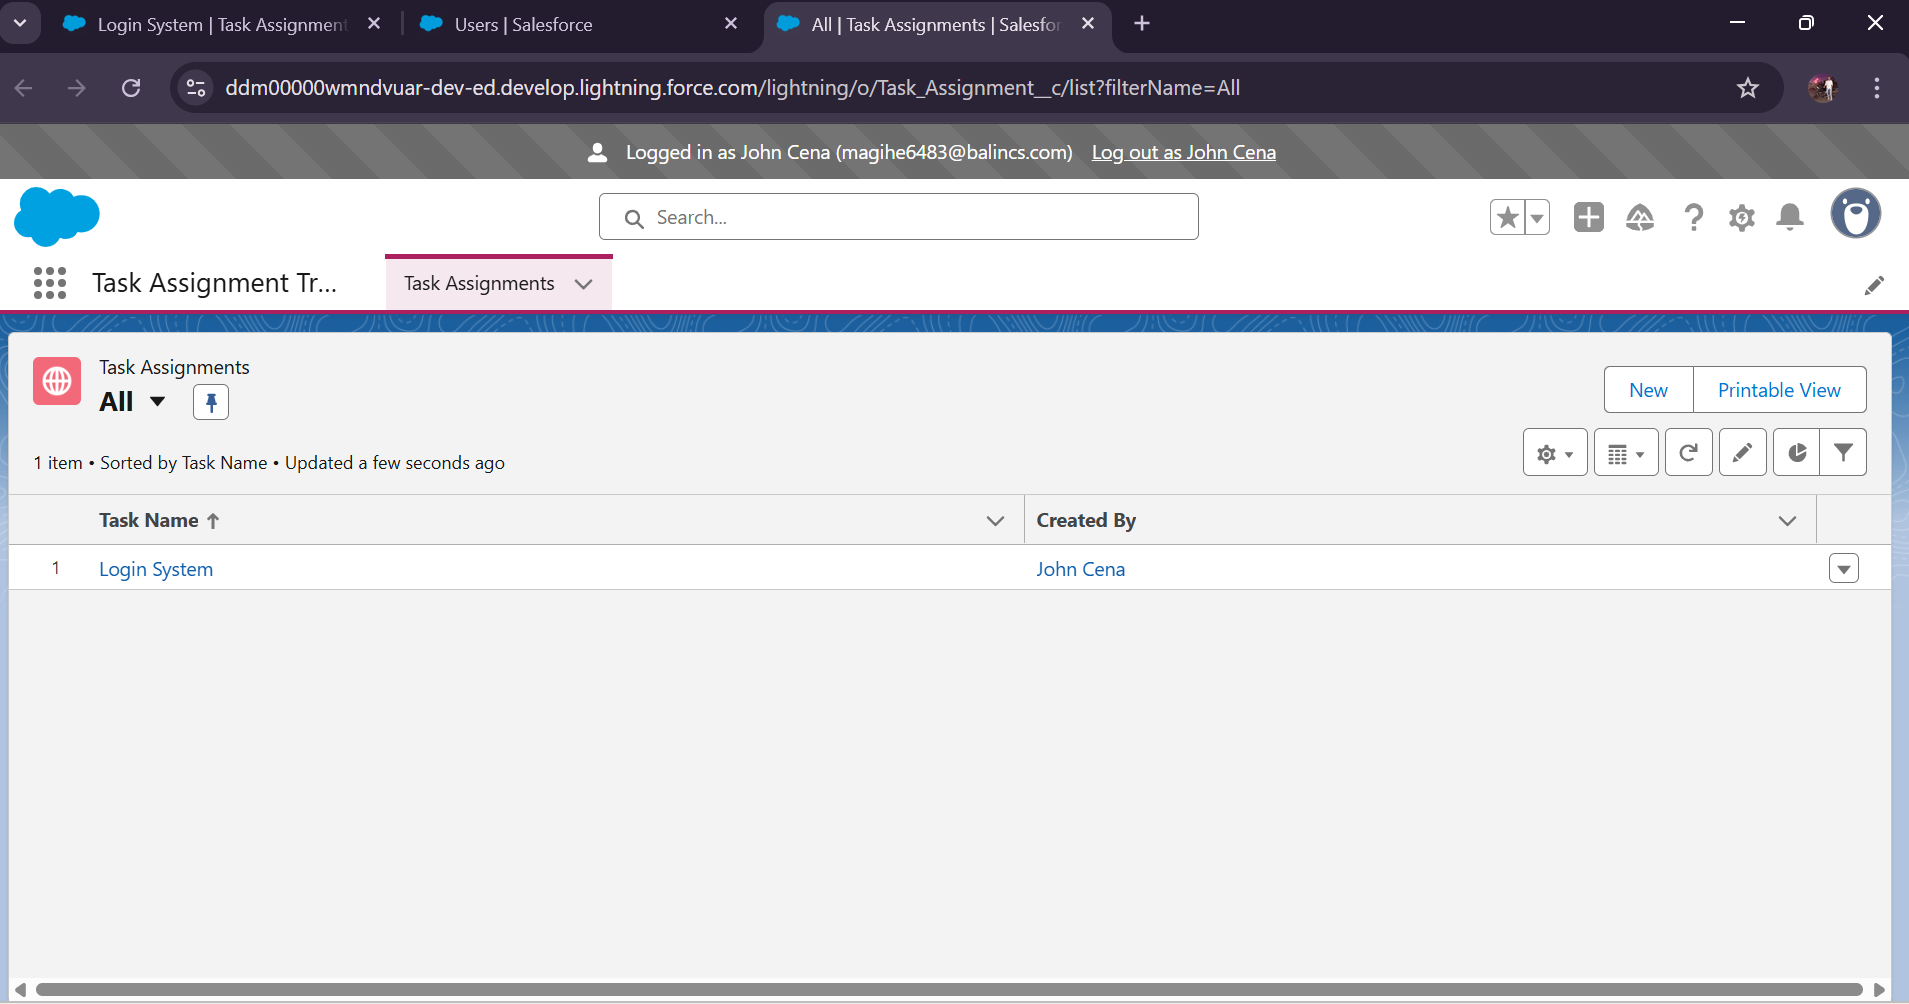 Login System | Task Assignment
Users | Salesforce
All | Task Assignments | Salesfor
ddm00000wmndvuar-dev-ed.develop.lightning.force.com/lightning/o/Task_Assignment__c/list?filterName=All
Logged in as John Cena (magihe6483@balincs.com) Log out as John Cena
Search...
Task Assignment Tr...
Task Assignments
Task Assignments
All
New
Printable View
1 item • Sorted by Task Name • Updated a few seconds ago
Task Name
Created By
1
Login System
John Cena